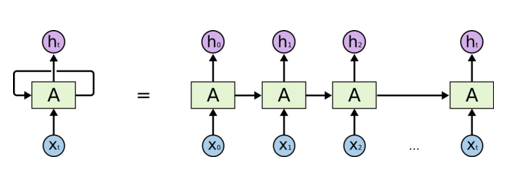 hₜ h₀ h₁ h₂ hₜ
A = A A A A
xₜ x₀ x₁ x₂ ... xₜ